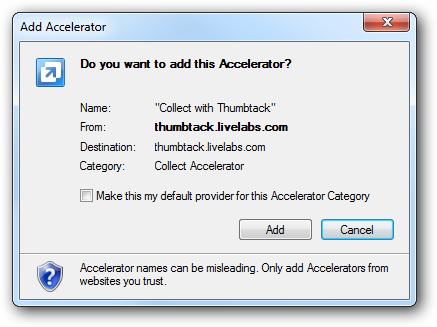 Add Accelerator
Do you want to add this Accelerator?
Name: "Collect with Thumbtack"
From: thumbtack.livelabs.com
Destination: thumbtack.livelabs.com
Category: Collect Accelerator
Make this my default provider for this Accelerator Category
Add Cancel
Accelerator names can be misleading. Only add Accelerators from
websites you trust.